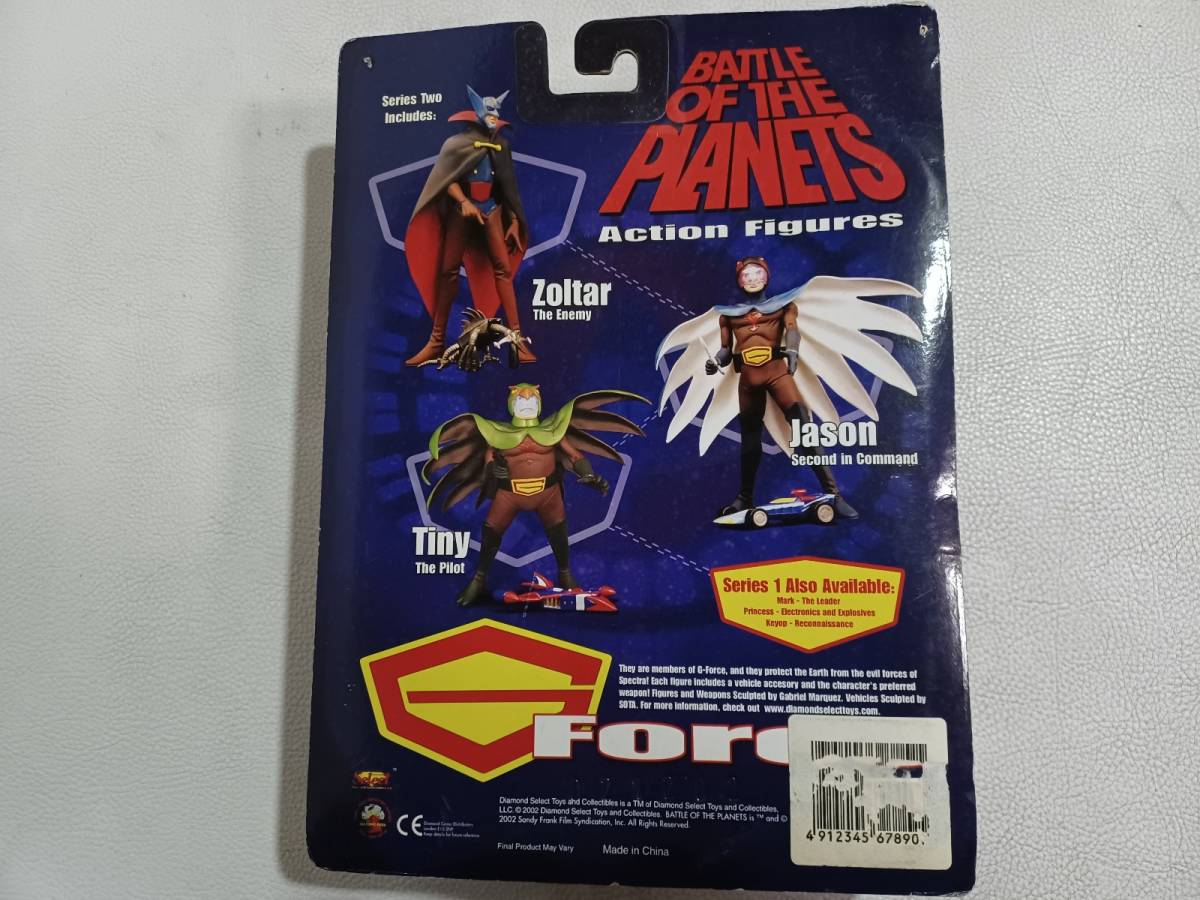 Series Two
Includes:
BATTLE
OF THE
PLANETS
Action Figures
Zoltar
The Enemy
Jason
Second in Command
Tiny
The Pilot
Series 1 Also Available:
Mark - The Leader
Princess - Electronics and Explosives
Keyop - Reconnaissance
They are members of G-Force, and they protect the Earth from the evil forces of
Spectra! Each figure includes a vehicle accesory and the character's preferred
weapon! Figures and Weapons Sculpted by Gabriel Marquez. Vehicles Sculpted by
SOTA. For more information, check out www.diamondselecttoys.com.
G
Forc
Diamond Select Toys and Collectibles is a TM of Diamond Select Toys and Collectibles,
LLC. © 2002 Diamond Select Toys and Collectibles. BATTLE OF THE PLANETS is ™ and ©
2002 Sandy Frank Film Syndication, Inc. All Rights Reserved.
CE
Final Product May Vary
Made in China
4 912345 67890